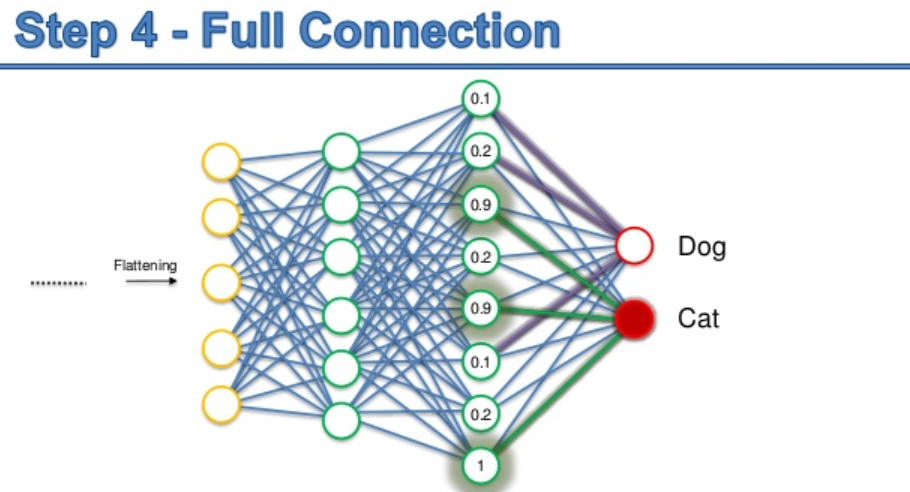 Step 4 - Full Connection
Flattening
0.1
0.2
0.9
0.2
0.9
0.1
0.2
1
Dog
Cat